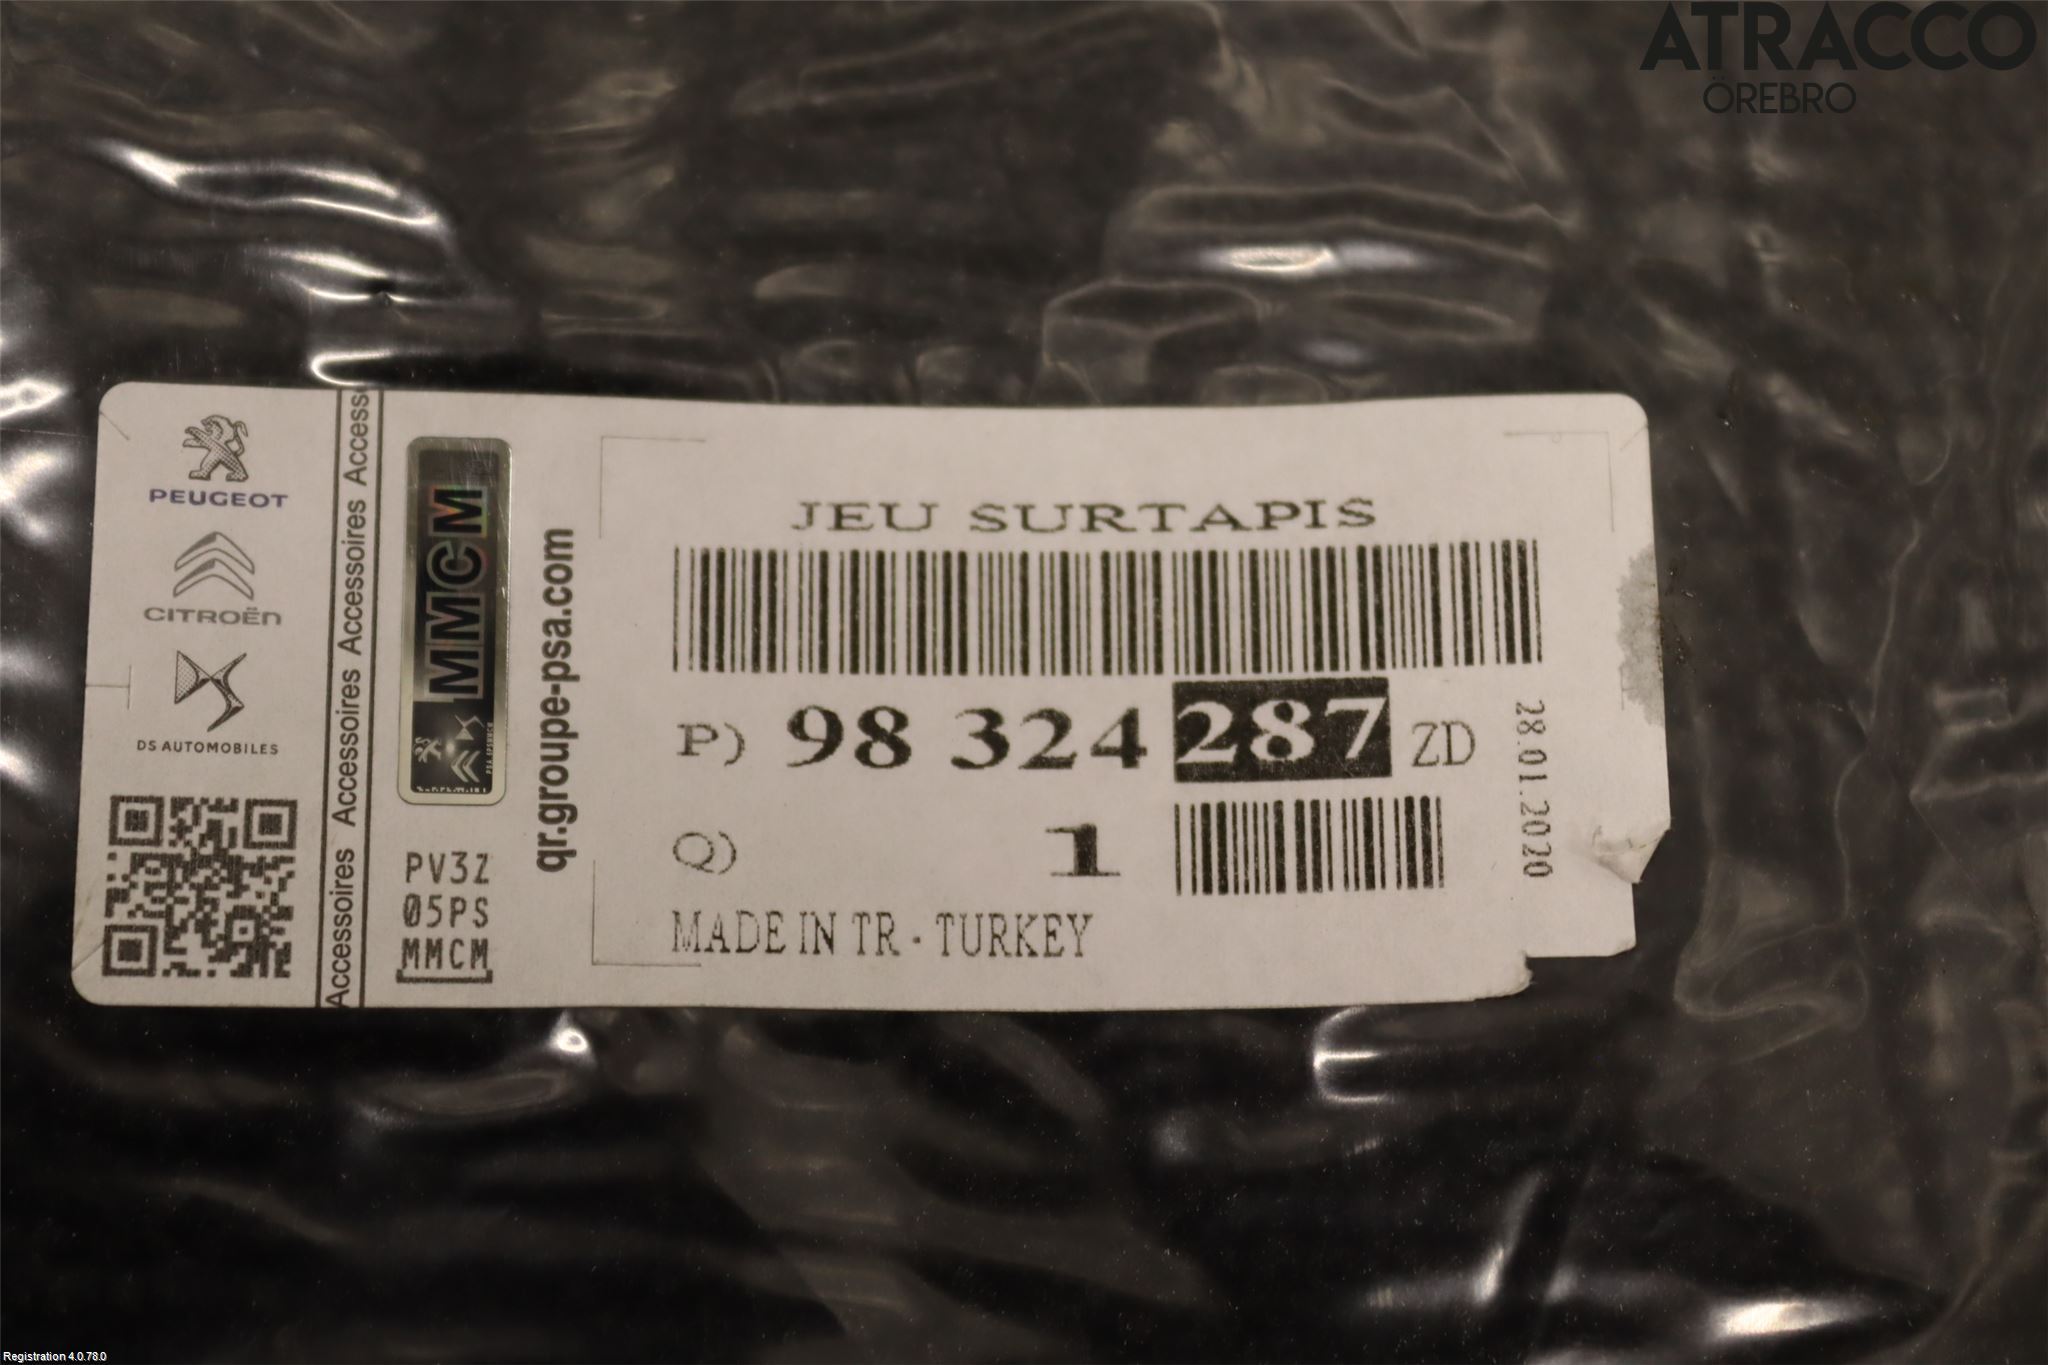 ATRACCO
ÖREBRO
PEUGEOT
CITROËN
DS AUTOMOBILES
Accessoires Accessoires Accessoires Accessoires
MMCM
PV3Z
05PS
MMCM
qr.groupe-psa.com
JEU SURTAPIS
P) 98 324 287 ZD
Q) 1
MADE IN TR - TURKEY
28.01.2020
Registration 4.0.78.0